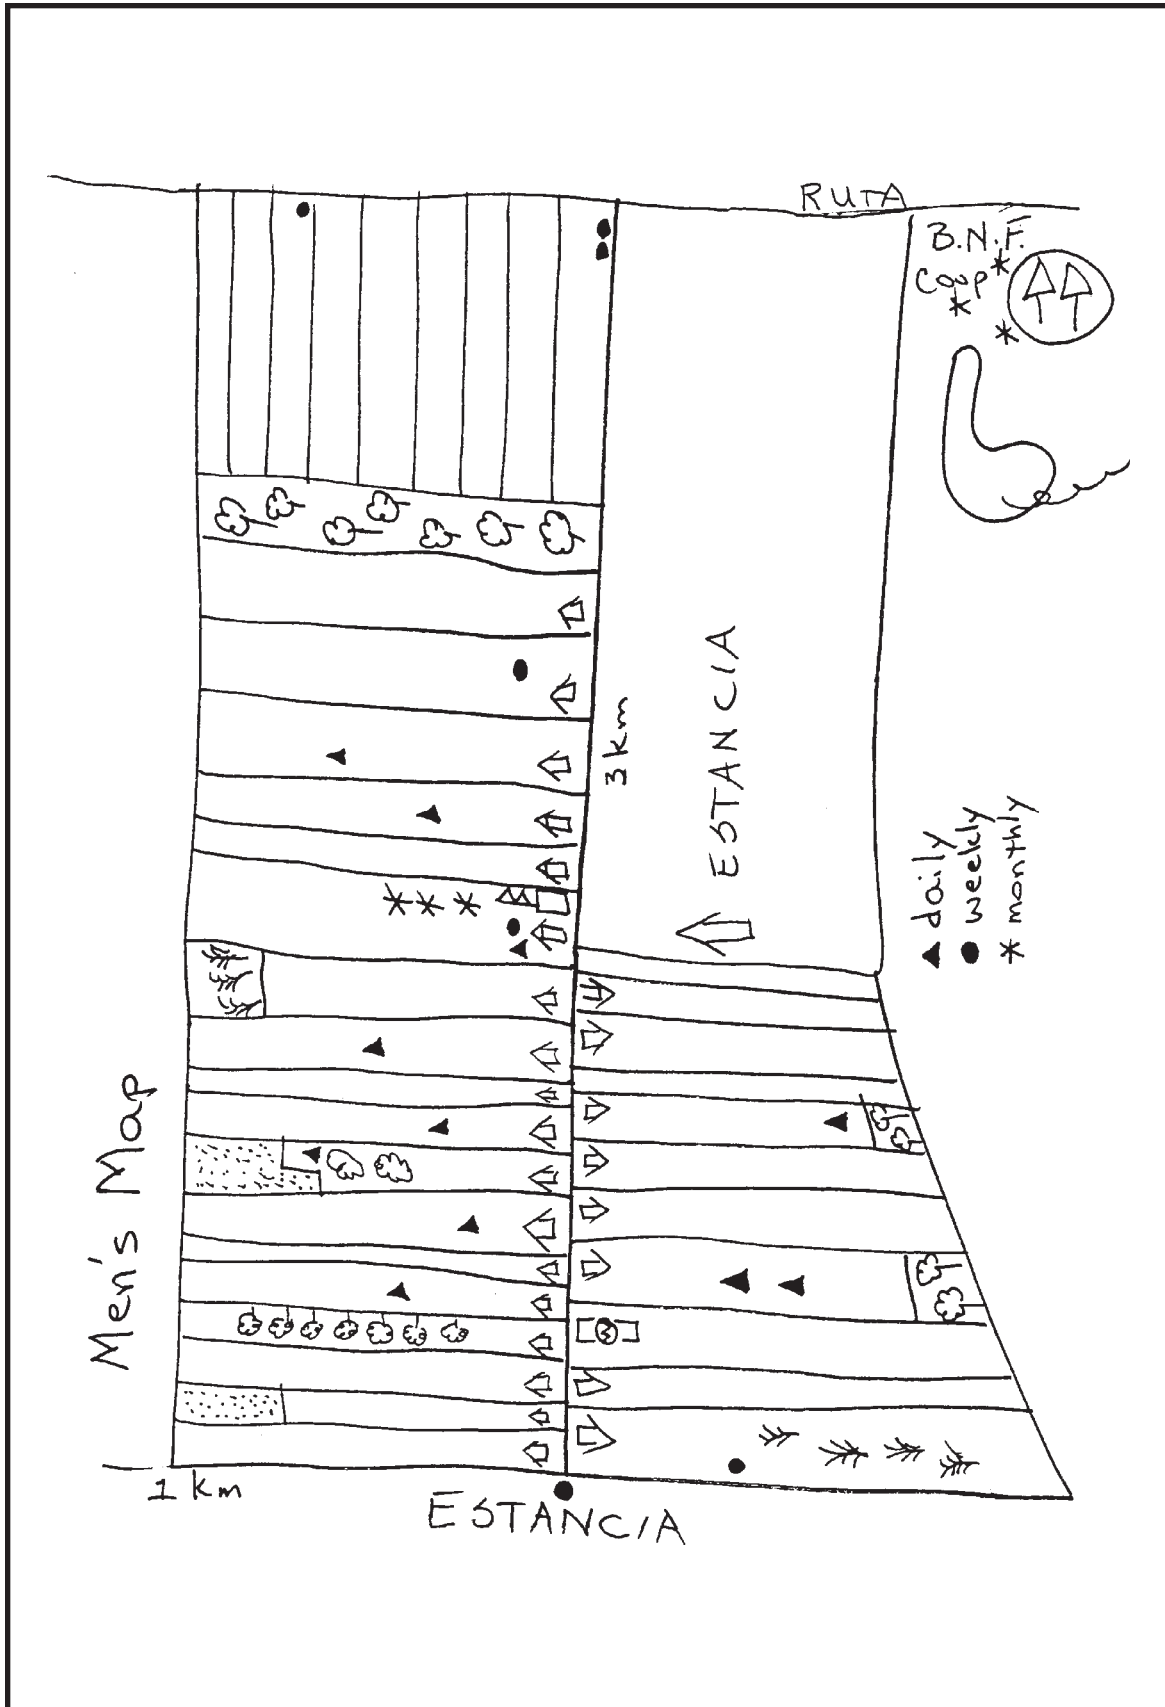 Men's Map
RUTA
B.N.F.
Coop
3 km
ESTANCIA
daily
weekly
monthly
1 km
ESTANCIA